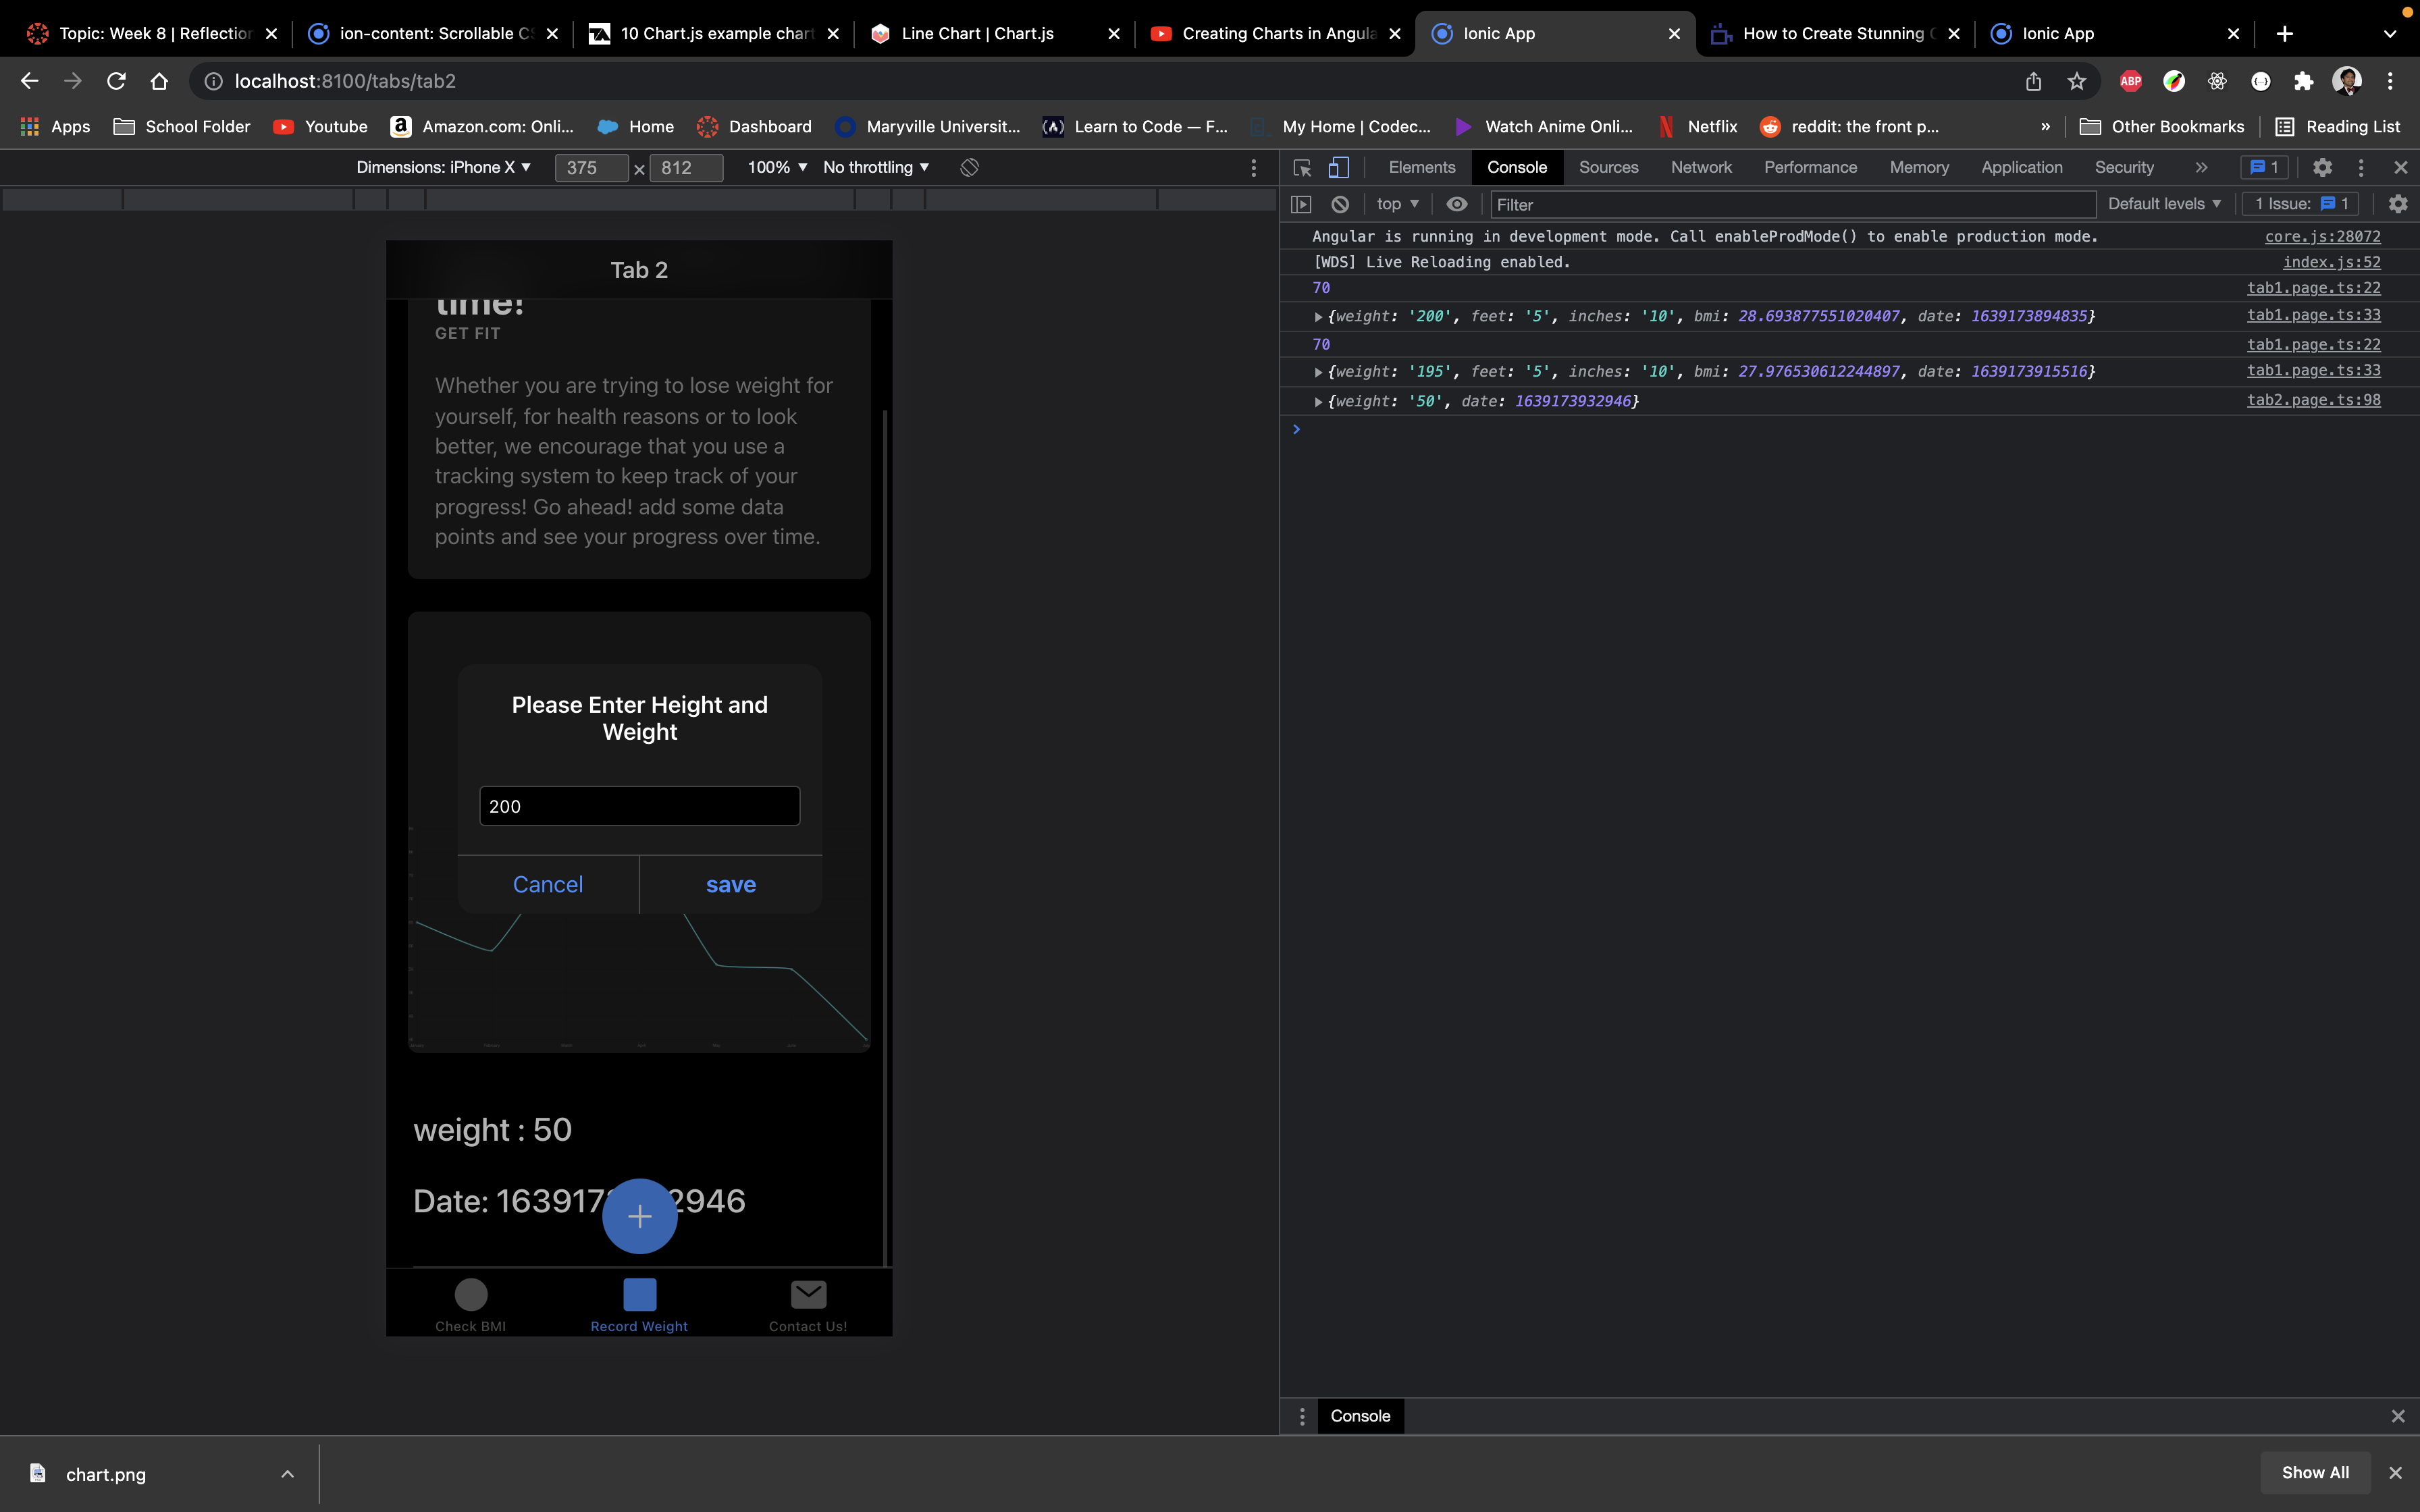 Topic: Week 8 | Reflection
ion-content: Scrollable CS
10 Chart.js example chart
Line Chart | Chart.js
Creating Charts in Angula
Ionic App
How to Create Stunning
Ionic App
localhost:8100/tabs/tab2
ABP
Apps
School Folder
Youtube
Amazon.com: Onli...
Home
Dashboard
Maryville Universit...
Learn to Code — F...
My Home | Codec...
Watch Anime Onli...
Netflix
reddit: the front p...
»
Other Bookmarks
Reading List
Dimensions: iPhone X ▼ 375 × 812 100% ▼ No throttling ▼
Elements Console Sources Network Performance Memory Application Security » 1
top ▼ Filter Default levels ▼ 1 Issue: 1
Angular is running in development mode. Call enableProdMode() to enable production mode. core.js:28072
[WDS] Live Reloading enabled. index.js:52
70 tab1.page.ts:22
{weight: '200', feet: '5', inches: '10', bmi: 28.693877551020407, date: 1639173894835} tab1.page.ts:33
70 tab1.page.ts:22
{weight: '195', feet: '5', inches: '10', bmi: 27.976530612244897, date: 1639173915516} tab1.page.ts:33
{weight: '50', date: 1639173932946} tab2.page.ts:98
Tab 2
time!
GET FIT
Whether you are trying to lose weight for
yourself, for health reasons or to look
better, we encourage that you use a
tracking system to keep track of your
progress! Go ahead! add some data
points and see your progress over time.
Please Enter Height and
Weight
200
Cancel save
weight : 50
Date: 163917 2946
Check BMI Record Weight Contact Us!
Console
chart.png
Show All